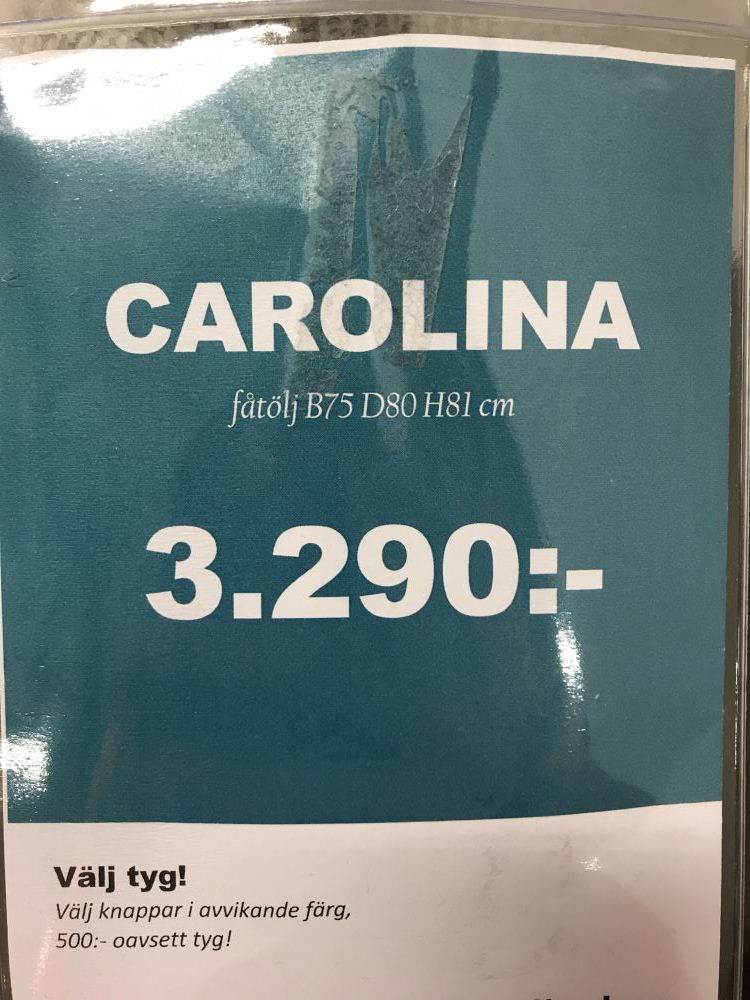 CAROLINA
fåtölj B75 D80 H81 cm
3.290:-
Välj tyg!
Välj knappar i avvikande färg,
500:- oavsett tyg!